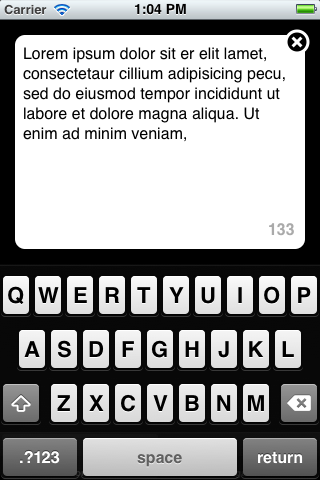 Carrier 1:04 PM
Lorem ipsum dolor sit er elit lamet,
consectetaur cillium adipisicing pecu,
sed do eiusmod tempor incididunt ut
labore et dolore magna aliqua. Ut
enim ad minim veniam,
133
Q W E R T Y U I O P
A S D F G H J K L
Z X C V B N M
.?123 space return